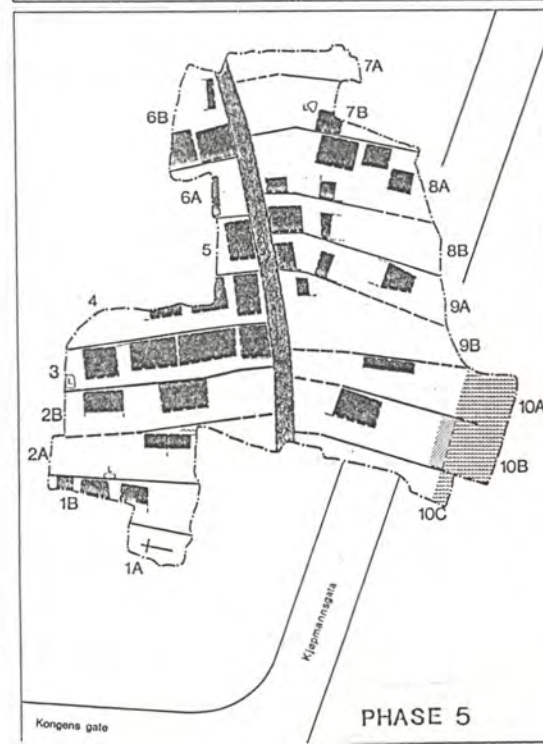 7A
6B
7B
6A
8A
5
8B
4
9A
9B
3
L
2B
10A
2A
10B
1B
10C
1A
Kjøpmannsgata
PHASE 5
Kongens gate